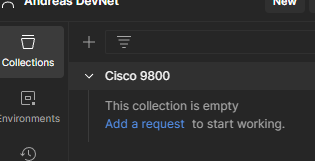 Andreas DevNet
New
Collections
Cisco 9800
This collection is empty
Add a request to start working.
Environments